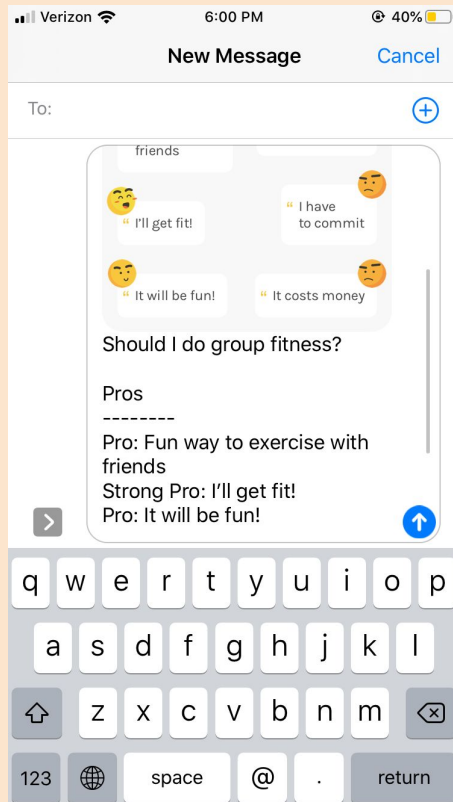 Verizon 6:00 PM 40%
New Message Cancel
To:
friends
“ I'll get fit!
“ I have
to commit
“ It will be fun!
“ It costs money
Should I do group fitness?
Pros
--------
Pro: Fun way to exercise with
friends
Strong Pro: I’ll get fit!
Pro: It will be fun!
q w e r t y u i o p
a s d f g h j k l
z x c v b n m
123 space @ . return